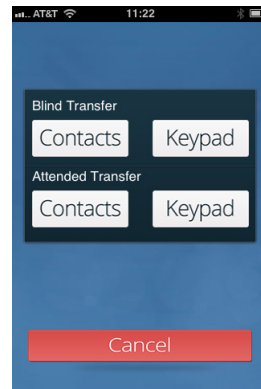 AT&T 11:22
Blind Transfer
Contacts Keypad
Attended Transfer
Contacts Keypad
Cancel